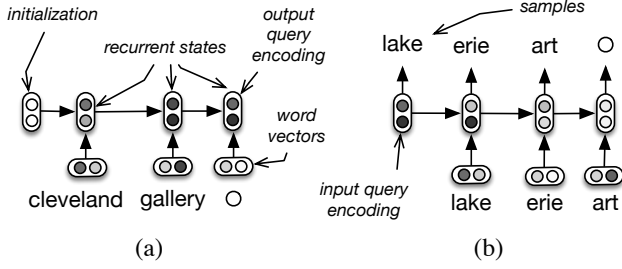 initialization
recurrent states
output
query
encoding
word
vectors
cleveland gallery
(a)
samples
lake erie art
input query
encoding
lake erie art
(b)